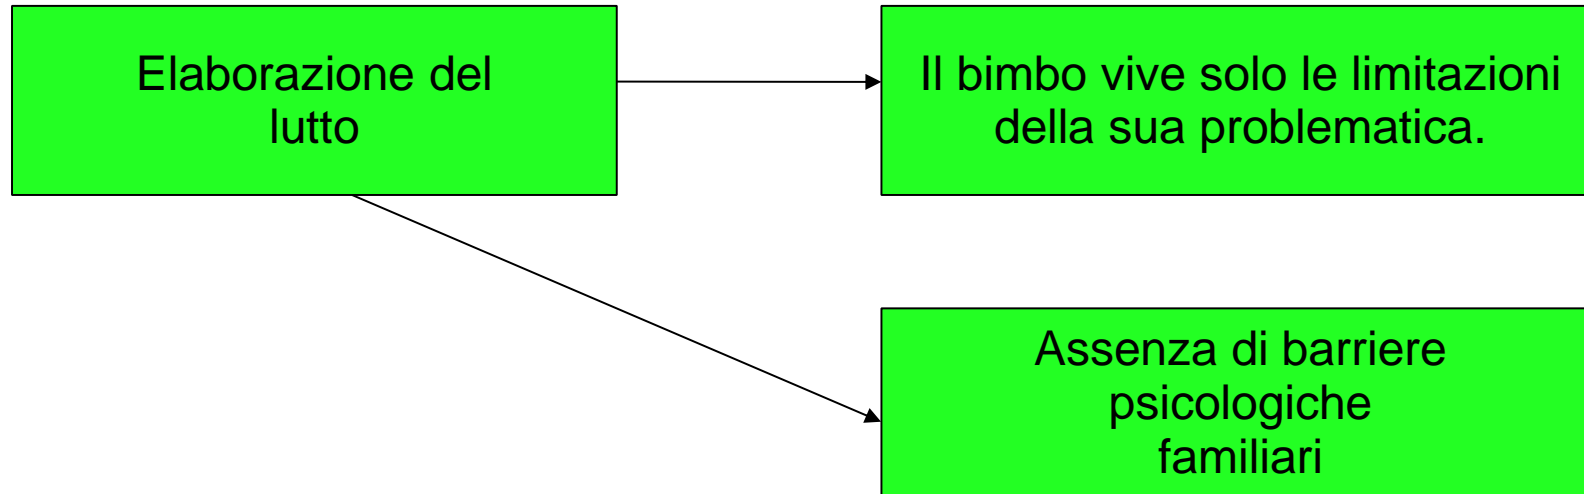 Elaborazione del
lutto
Il bimbo vive solo le limitazioni
della sua problematica.
Assenza di barriere
psicologiche
familiari